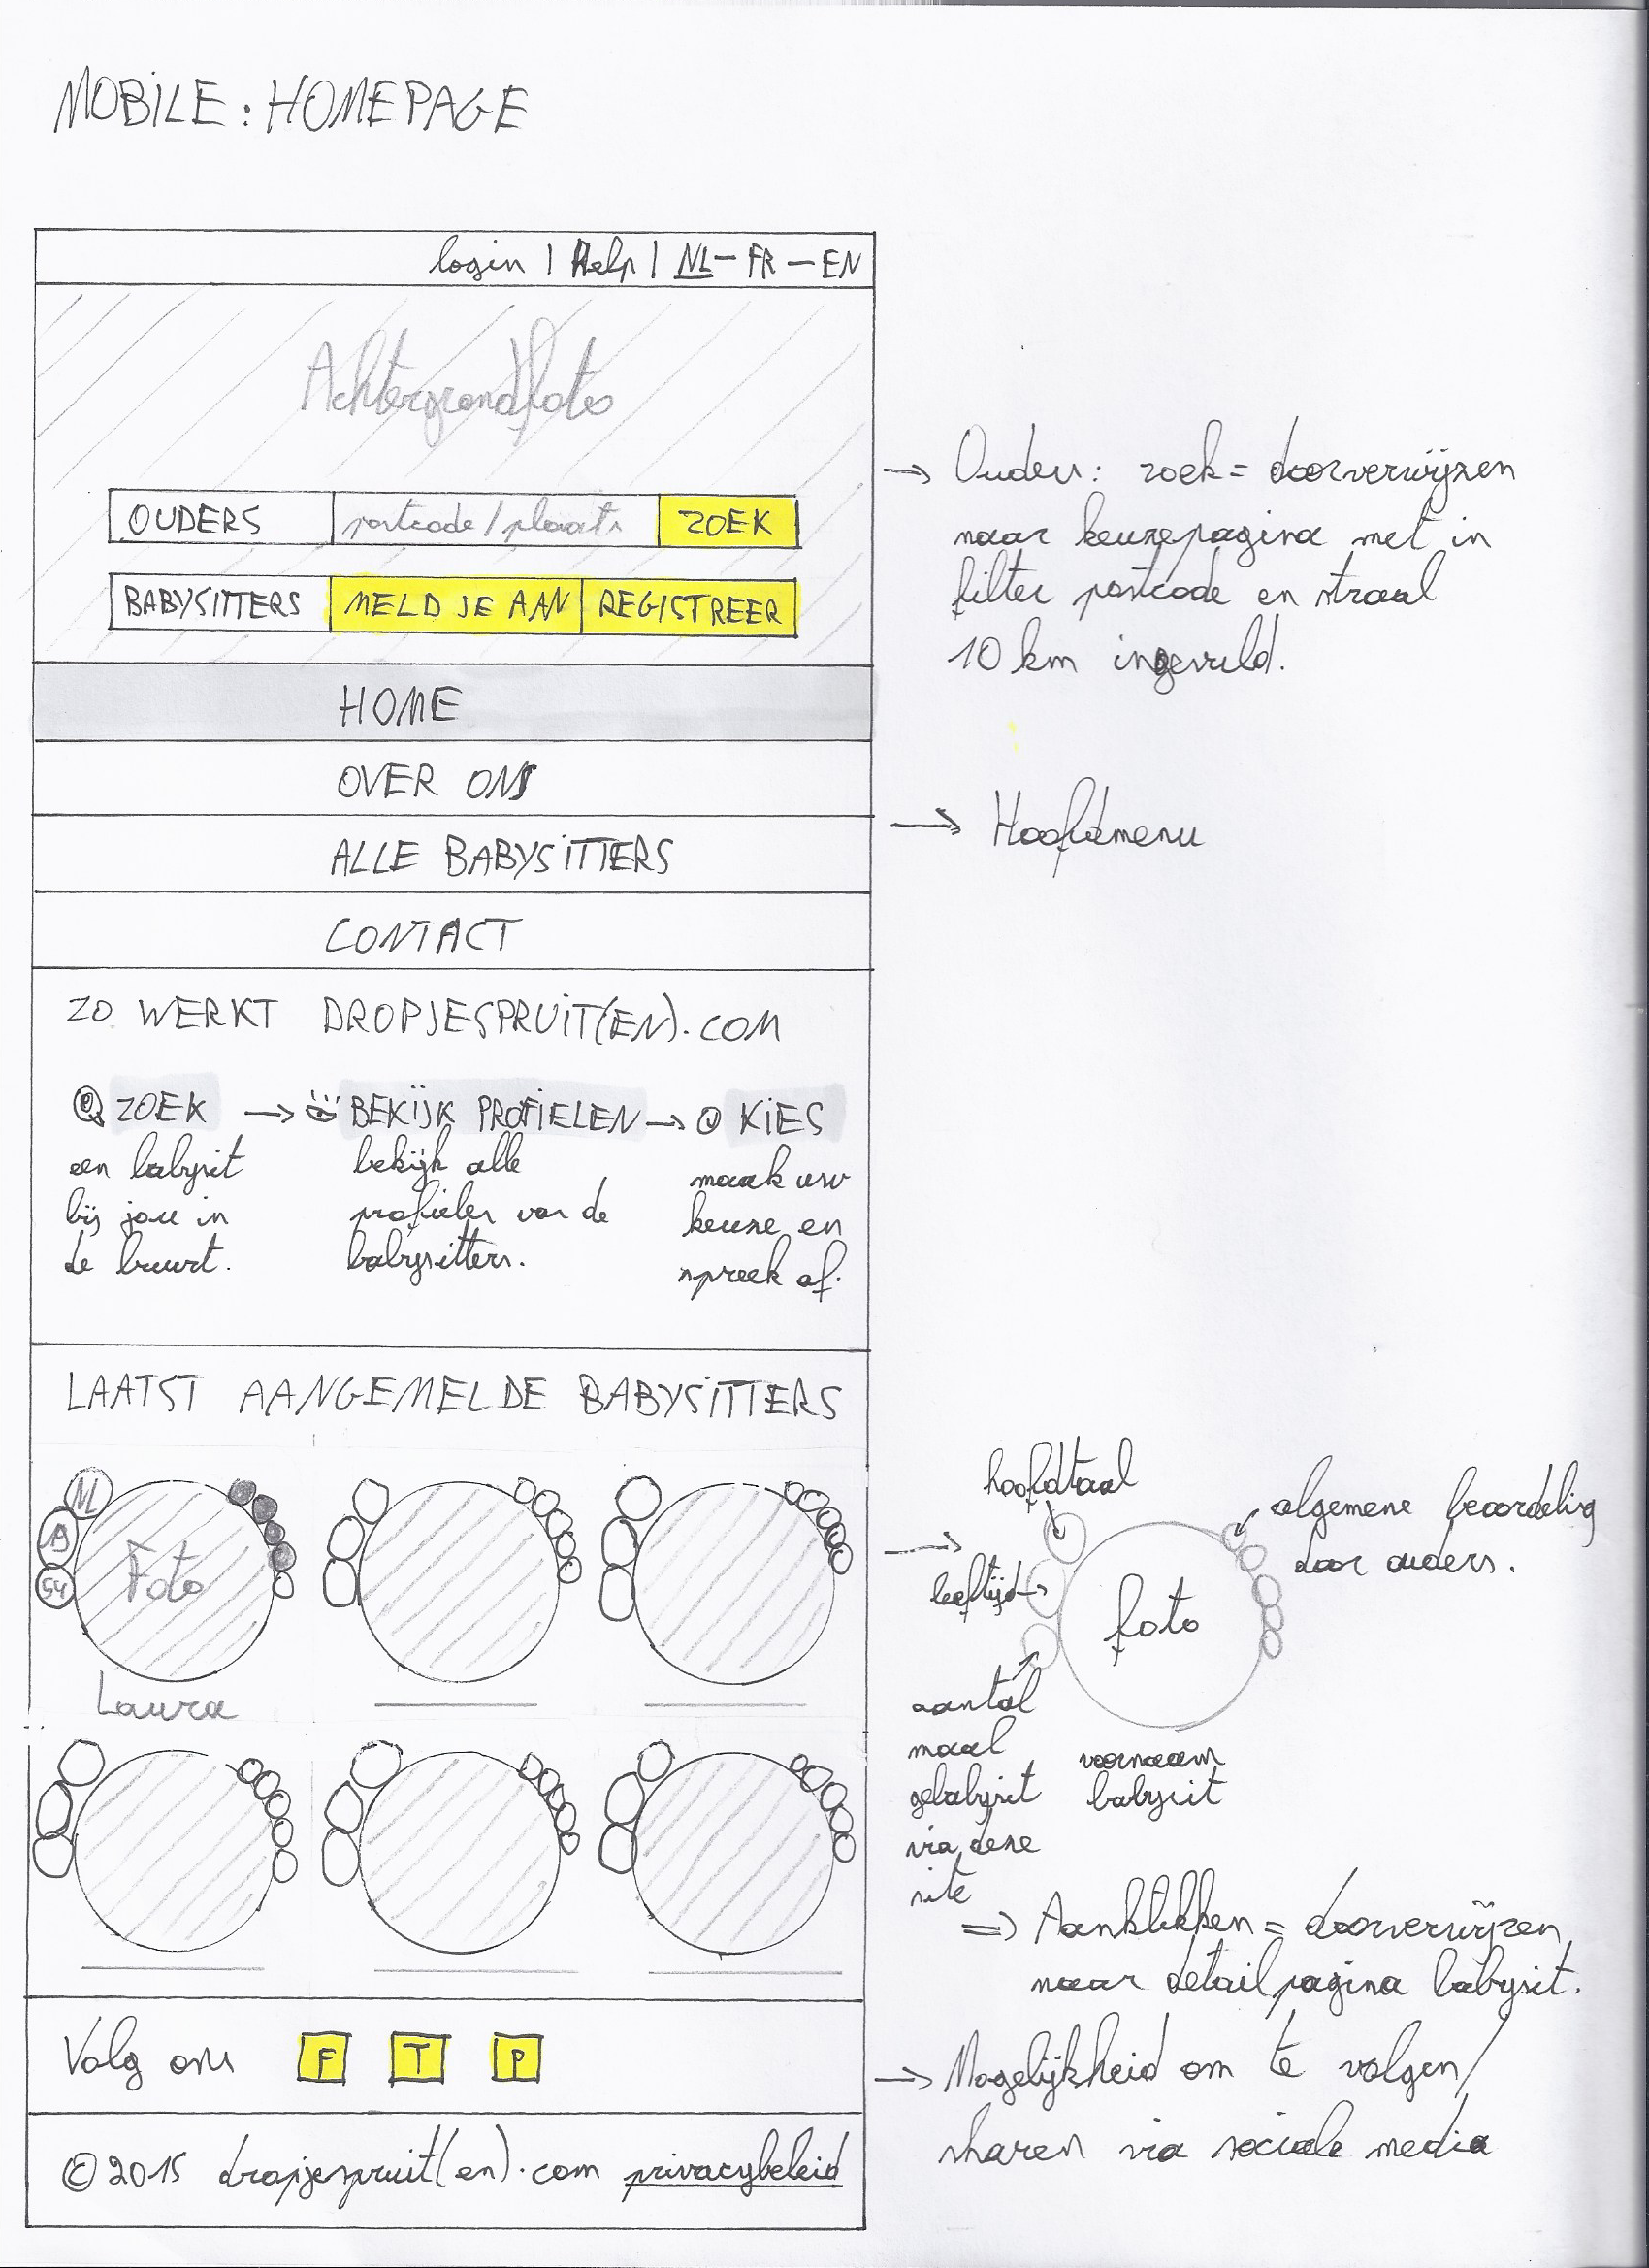 MOBILE: HOMEPAGE
login | Help | NL – FR – EN
Achtergrondfoto
OUDERS postcode/plaats ZOEK
BABYSITTERS MELD JE AAN REGISTREER
→ Ouders: zoek = doorverwijzen
naar keuzepagina met in
filter postcode en straal
10 km ingevuld.
HOME
OVER ONS
ALLE BABYSITTERS
CONTACT
→ Hoofdmenu
ZO WERKT DROPJESPRUIT(EN).COM
ZOEK → BEKIJK PROFIELEN → KIES
een babysit
bij jou in
de buurt.
bekijk alle
profielen van de
babysitters.
maak uw
keuze en
spreek af.
LAATST AANGEMELDE BABYSITTERS
NL
54
Foto
Laura
hoofdtaal
leeftijd
aantal
maal
gebabysit
via deze
site
foto
voornaam
babysit
algemene beoordeling
door ouders.
⇒ Aanklikken = doorverwijzen
naar detailpagina babysit.
Volg ons F T P
→ Mogelijkheid om te volgen/
sharen via sociale media
© 2015 dropjespruit(en).com privacybeleid